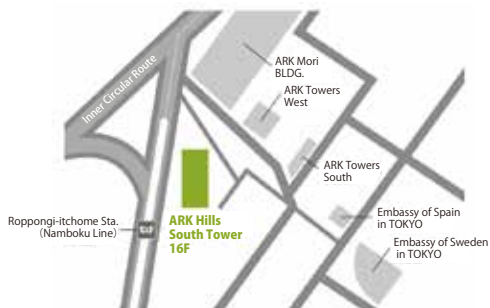 Inner Circular Route
ARK Mori
BLDG.
ARK Towers
West
ARK Towers
South
Roppongi-itchome Sta.
(Namboku Line)
ARK Hills
South Tower
16F
Embassy of Spain
in TOKYO
Embassy of Sweden
in TOKYO